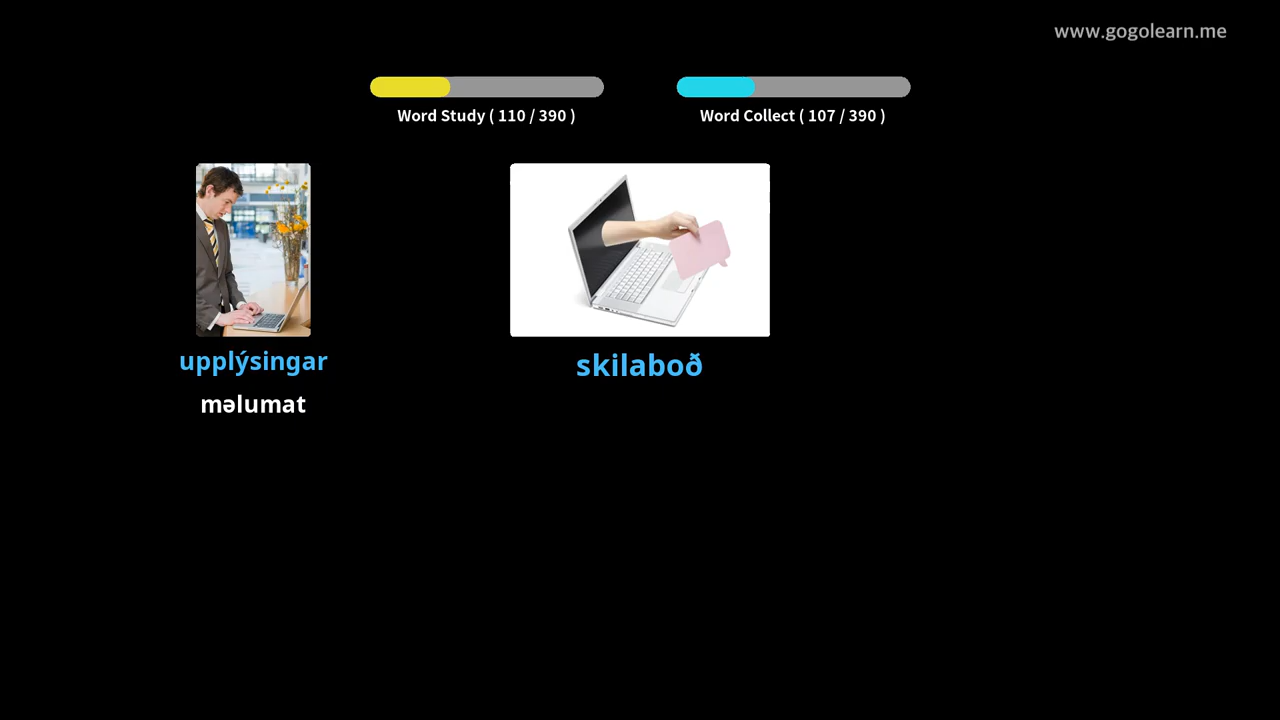 www.gogolearn.me
Word Study ( 110 / 390 )
Word Collect ( 107 / 390 )
upplýsingar
məlumat
skilaboð